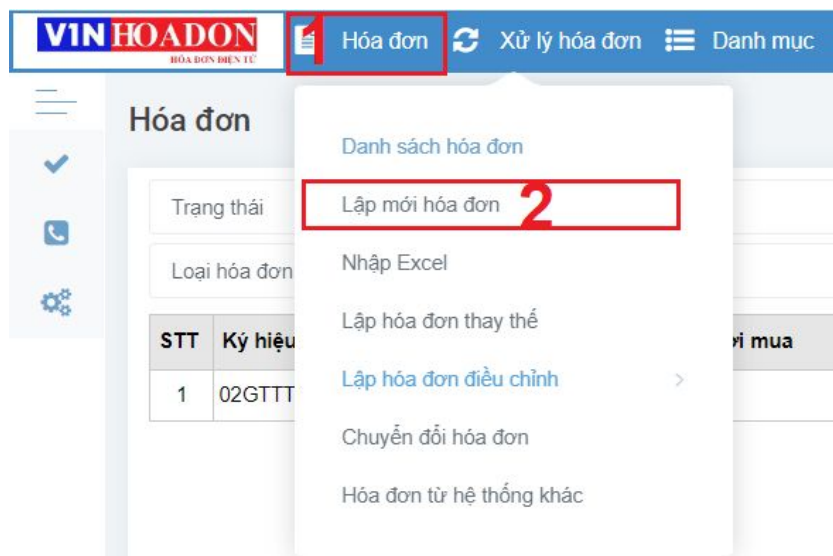 VIN HOADON
HÓA ĐƠN ĐIỆN TỬ
1
Hóa đơn
Xử lý hóa đơn
Danh mục
Hóa đơn
Danh sách hóa đơn
Trạng thái
Lập mới hóa đơn
2
Loại hóa đơn
Nhập Excel
Lập hóa đơn thay thế
STT Ký hiệu
mua
Lập hóa đơn điều chỉnh
1 02GTTT
Chuyển đổi hóa đơn
Hóa đơn từ hệ thống khác